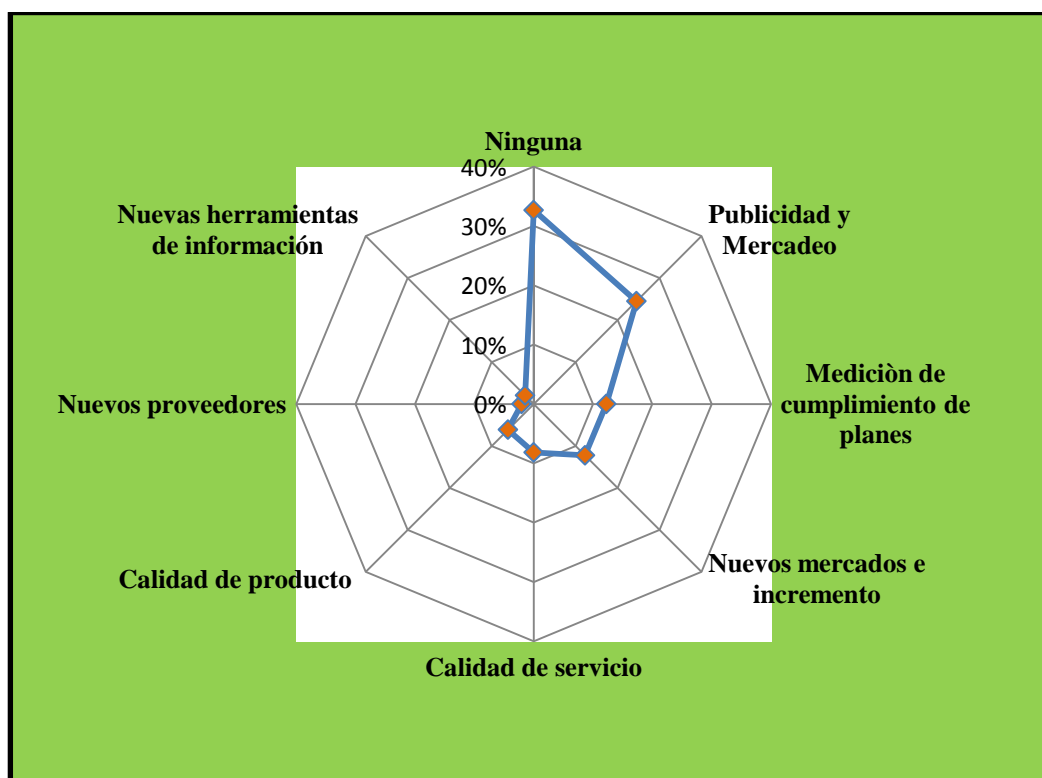 Ninguna
40%
Nuevas herramientas
de información
Publicidad y
Mercadeo
30%
20%
10%
0%
Nuevos proveedores
Mediciòn de
cumplimiento de
planes
Calidad de producto
Nuevos mercados e
incremento
Calidad de servicio